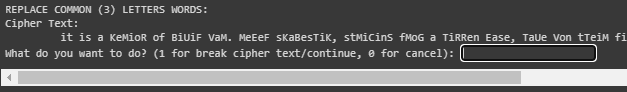 REPLACE COMMON (3) LETTERS WORDS:
Cipher Text:
it is a KeMioR of BiUiF VaM. MeEeF sKaBesTiK, stMiCinS fMoG a TiRRen Ease, TaUe Von tTeiM fi
What do you want to do? (1 for break cipher text/continue, 0 for cancel):